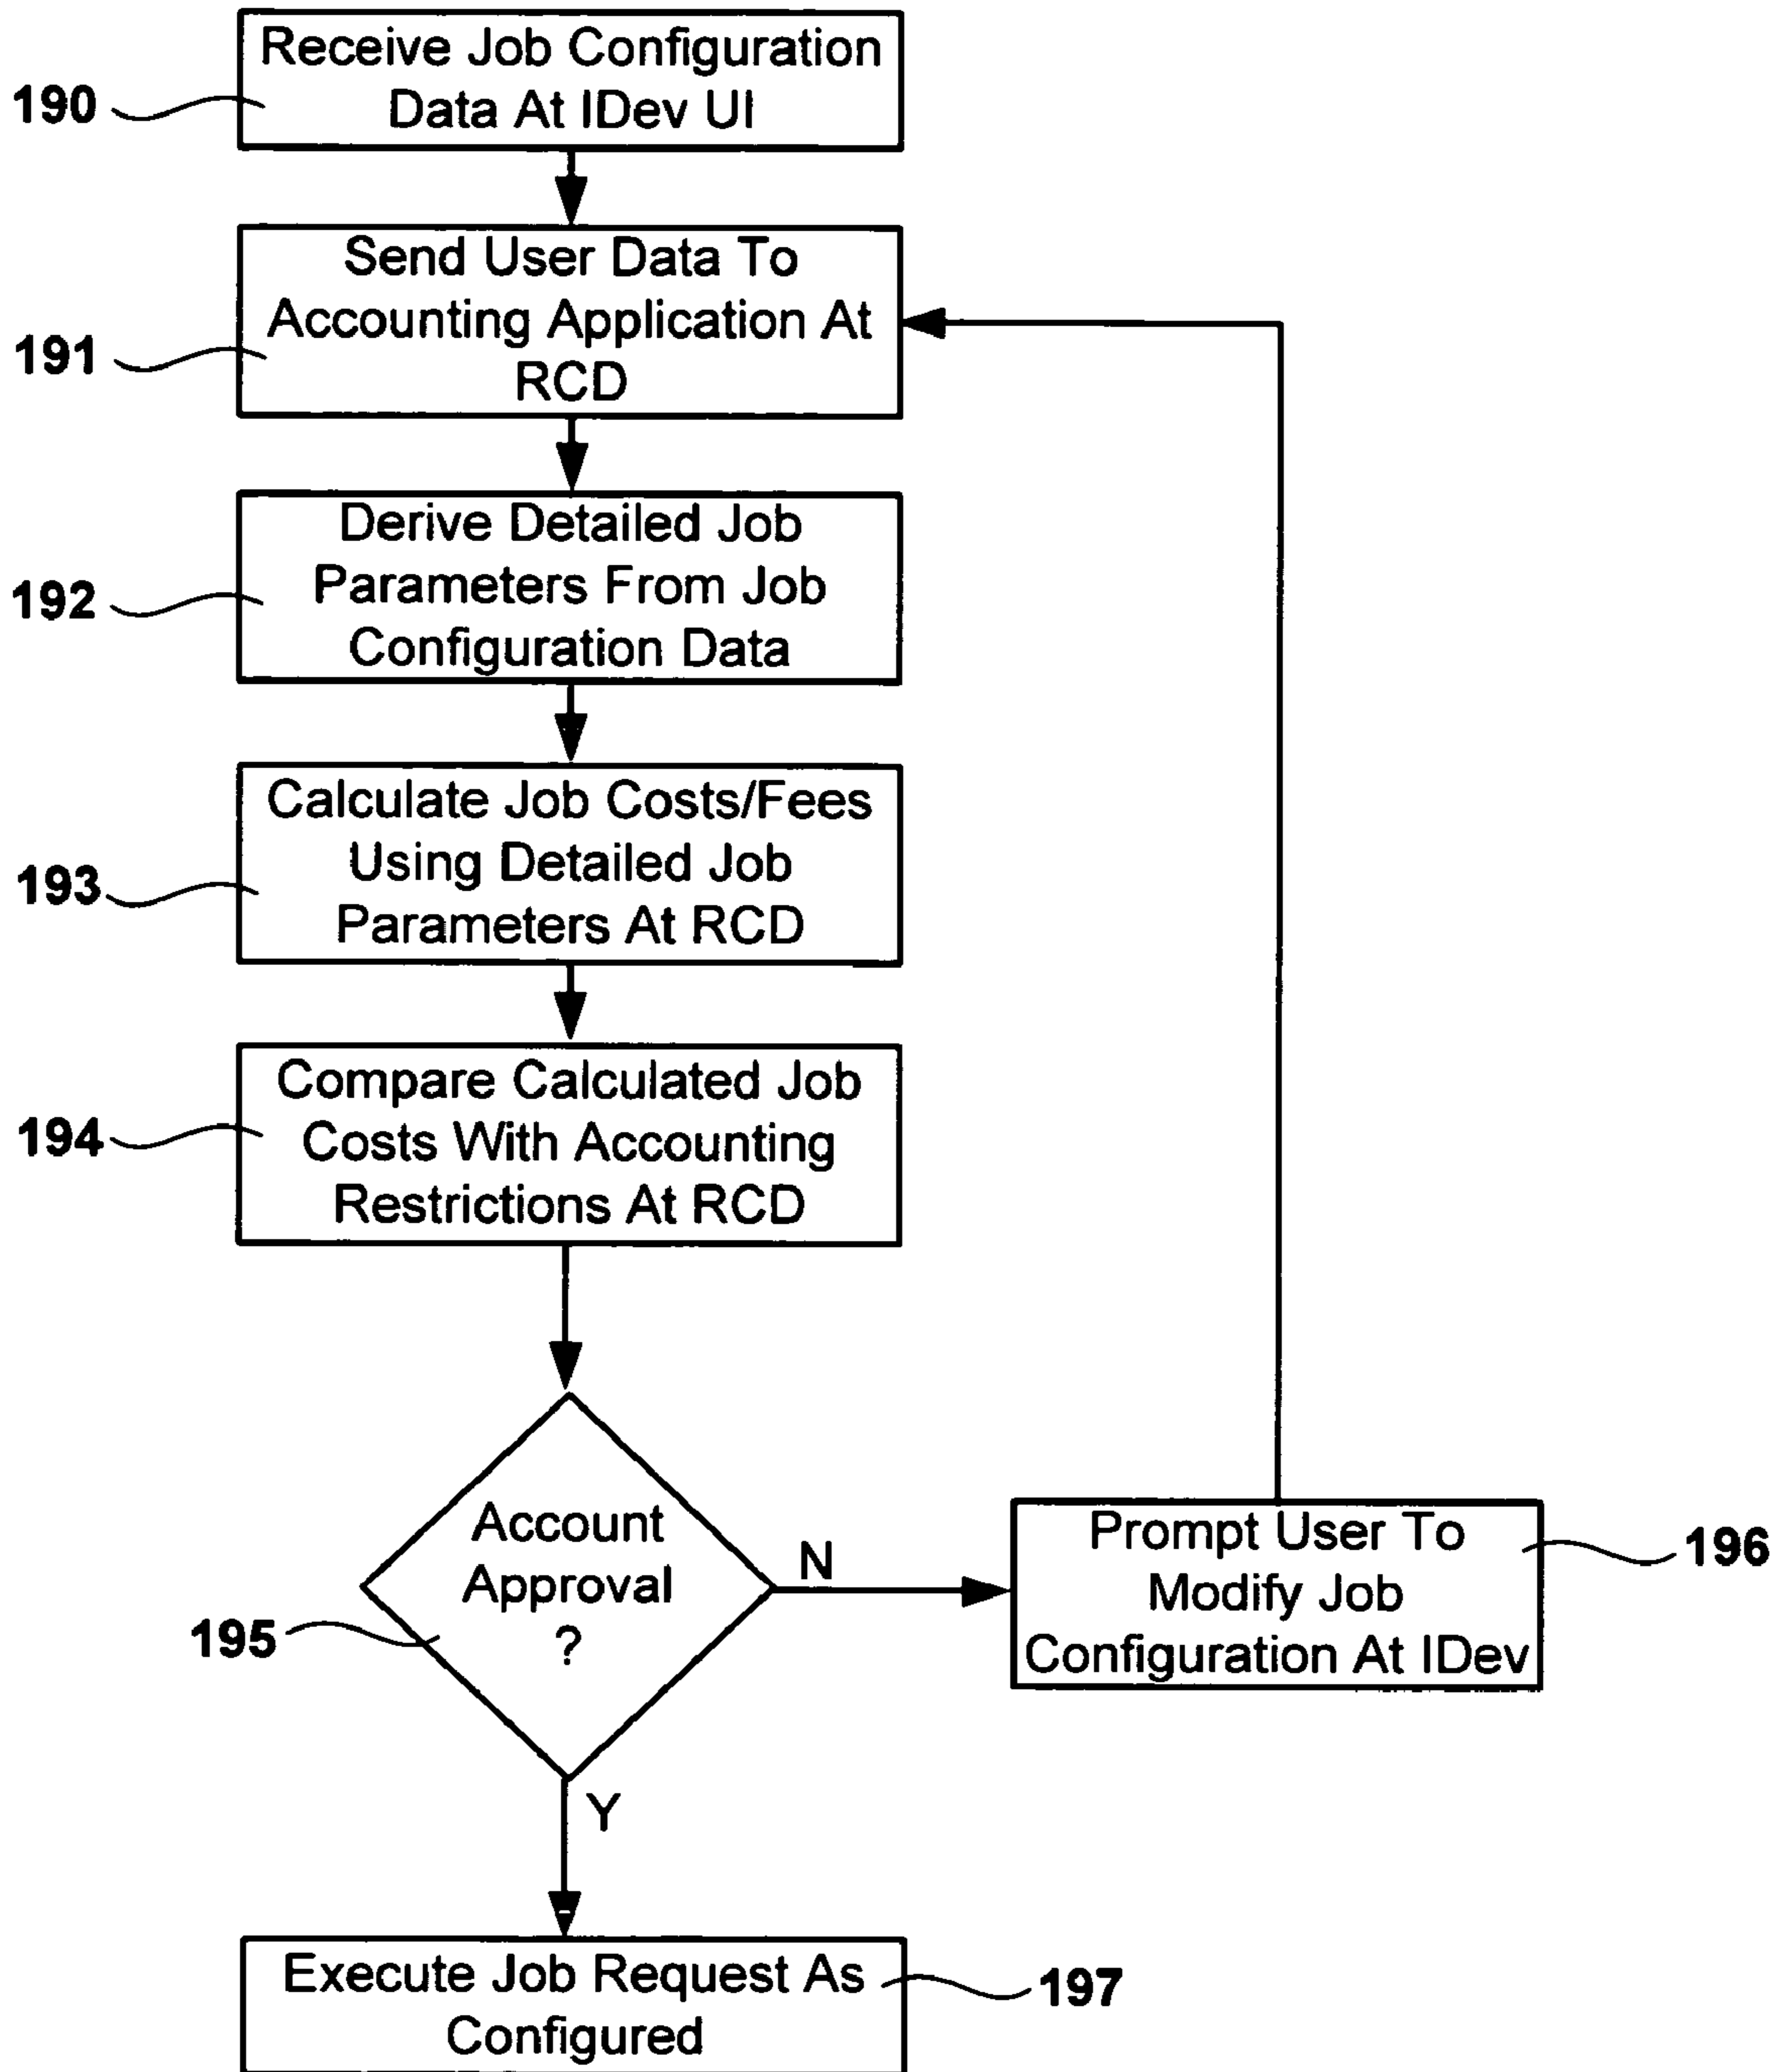 Receive Job Configuration
Data At IDev UI
190
Send User Data To
Accounting Application At
RCD
191
Derive Detailed Job
Parameters From Job
Configuration Data
192
Calculate Job Costs/Fees
Using Detailed Job
Parameters At RCD
193
Compare Calculated Job
Costs With Accounting
Restrictions At RCD
194
Account
Approval
?
195
N
Prompt User To
Modify Job
Configuration At IDev
196
Y
Execute Job Request As
Configured
197